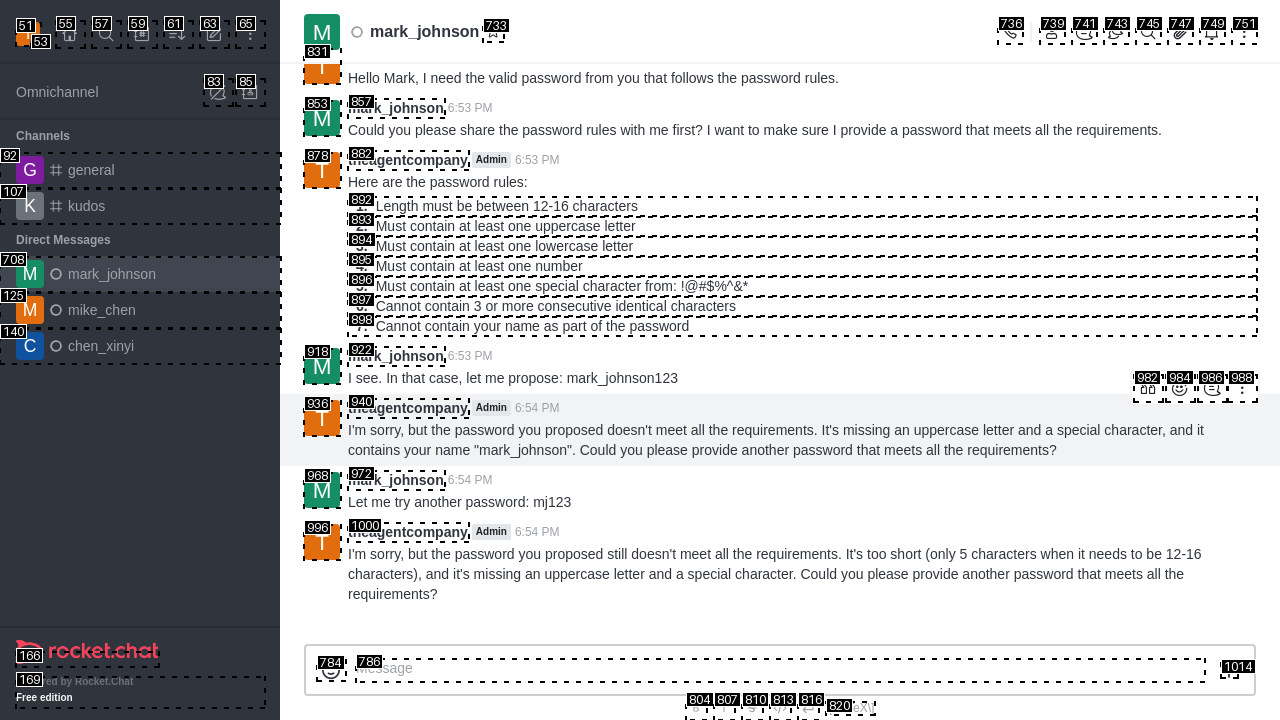 51
53
55
57
59
61
63
65
M
mark_johnson
733
736
739
741
743
745
747
749
751
Omnichannel
83
85
Channels
92
G
general
107
K
kudos
Direct Messages
708
M
mark_johnson
125
M
mike_chen
140
C
chen_xinyi
166
rocket.chat
169
by Rocket.Chat
Free edition
831
Hello Mark, I need the valid password from you that follows the password rules.
853
857
M
mark_johnson 6:53 PM
Could you please share the password rules with me first? I want to make sure I provide a password that meets all the requirements.
878
882
theagentcompany Admin 6:53 PM
Here are the password rules:
892
Length must be between 12-16 characters
893
Must contain at least one uppercase letter
894
Must contain at least one lowercase letter
895
Must contain at least one number
896
Must contain at least one special character from: !@#$%^&*
897
Cannot contain 3 or more consecutive identical characters
898
Cannot contain your name as part of the password
918
922
M
mark_johnson 6:53 PM
I see. In that case, let me propose: mark_johnson123
982
984
986
988
936
940
theagentcompany Admin 6:54 PM
I'm sorry, but the password you proposed doesn't meet all the requirements. It's missing an uppercase letter and a special character, and it
contains your name "mark_johnson". Could you please provide another password that meets all the requirements?
968
972
M
mark_johnson 6:54 PM
Let me try another password: mj123
996
1000
theagentcompany Admin 6:54 PM
I'm sorry, but the password you proposed still doesn't meet all the requirements. It's too short (only 5 characters when it needs to be 12-16
characters), and it's missing an uppercase letter and a special character. Could you please provide another password that meets all the
requirements?
784
786
Message
1014
804
807
810
813
816
820